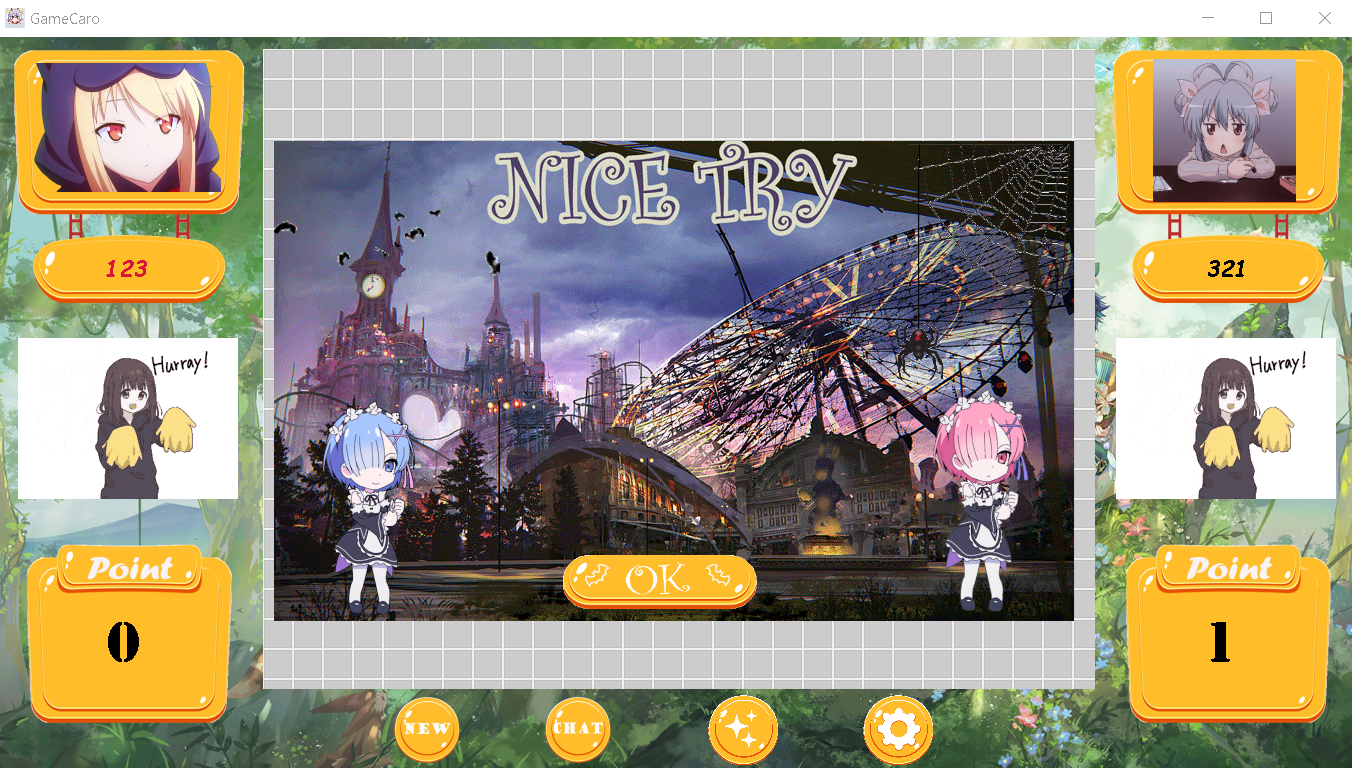 GameCaro
NICE TRY
123
321
Hurray!
Hurray!
OK
Point
0
Point
1
NEW
CHAT